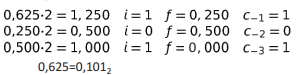 0,625·2=1,250 i=1 f=0,250 c₋₁=1
0,250·2=0,500 i=0 f=0,500 c₋₂=0
0,500·2=1,000 i=1 f=0,000 c₋₃=1
0,625=0,101₂